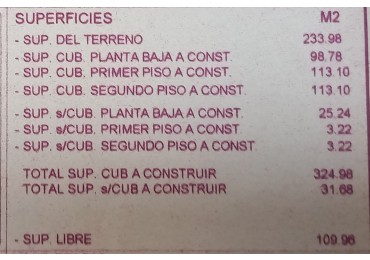 SUPERFICIES M2
- SUP. DEL TERRENO 233.98
- SUP. CUB. PLANTA BAJA A CONST. 98.78
- SUP. CUB. PRIMER PISO A CONST. 113.10
- SUP. CUB. SEGUNDO PISO A CONST. 113.10
- SUP. s/CUB. PLANTA BAJA A CONST. 25.24
- SUP. s/CUB. PRIMER PISO A CONST. 3.22
- SUP. s/CUB. SEGUNDO PISO A CONST. 3.22
TOTAL SUP. CUB A CONSTRUIR 324.98
TOTAL SUP. s/CUB A CONSTRUIR 31.68
- SUP. LIBRE 109.96